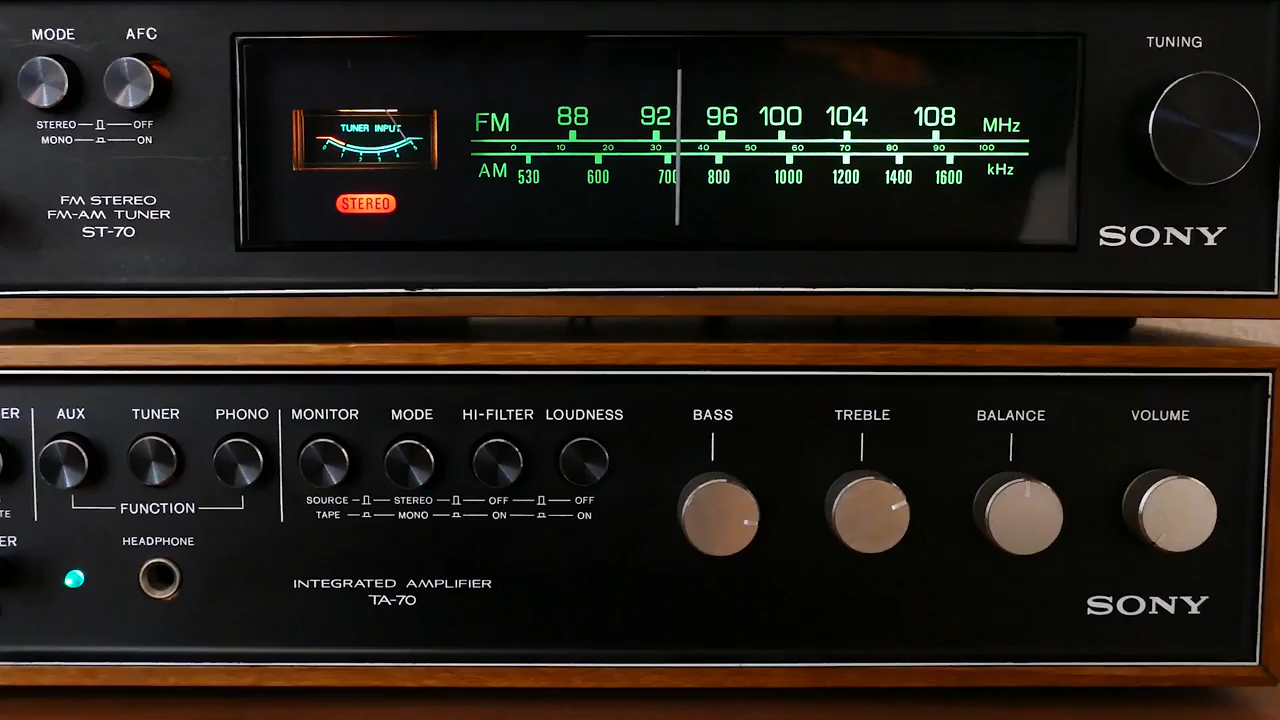 MODE AFC
TUNING
STEREO OFF
MONO ON
TUNER INPUT
FM 88 92 96 100 104 108 MHz
0 10 20 30 40 50 60 70 80 90 100
AM 530 600 700 800 1000 1200 1400 1600 kHz
STEREO
FM STEREO
FM-AM TUNER
ST-70
SONY
ER AUX TUNER PHONO MONITOR MODE HI-FILTER LOUDNESS BASS TREBLE BALANCE VOLUME
SOURCE STEREO OFF OFF
TAPE MONO ON ON
FUNCTION
TE
ER HEADPHONE
INTEGRATED AMPLIFIER
TA-70
SONY